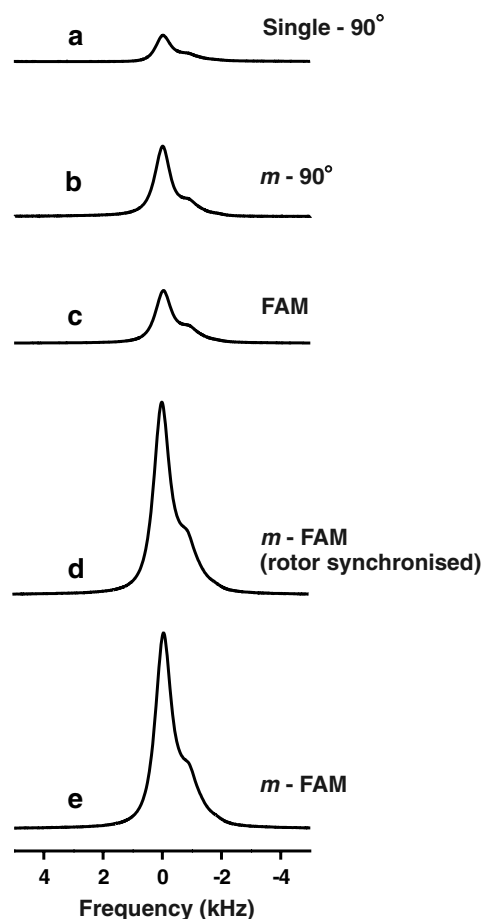 a
Single - 90°
b
m - 90°
c
FAM
d
m - FAM
(rotor synchronised)
e
m - FAM
4 2 0 -2 -4
Frequency (kHz)